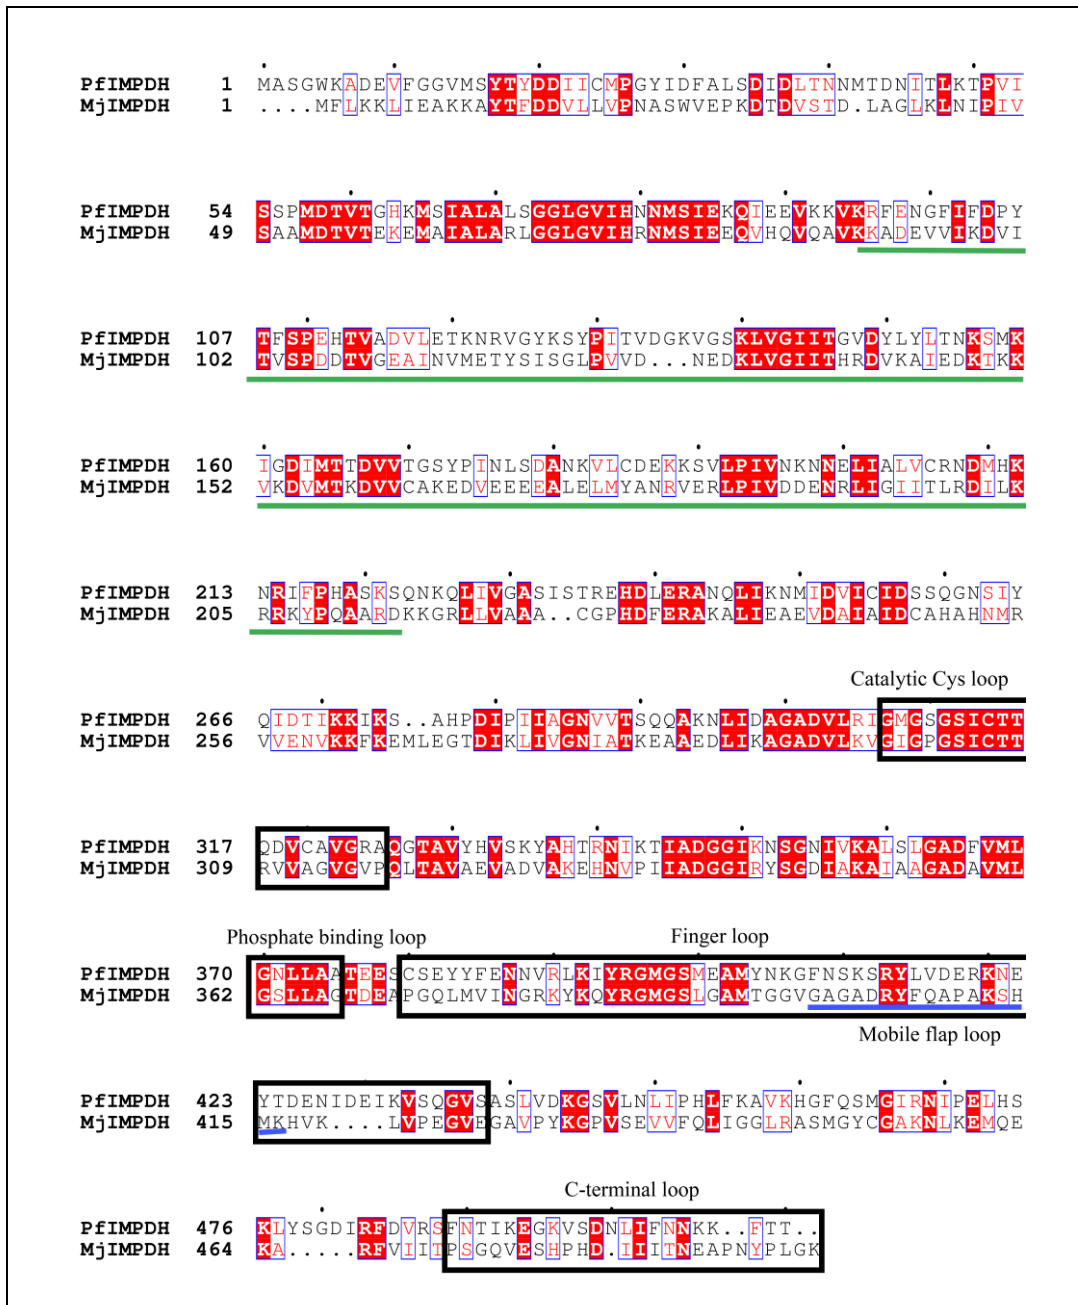 PfIMPDH 1 MASGWKADEVFGGVMSYTYDDIICMPGYIDFALSDIDLTNNMTDNITLKTPVI
MjIMPDH 1 ....MFLKKLIEAKKAYTFDDVLLVPNASWVEPKDTDVSTD.LAGLKLNIPIV
PfIMPDH 54 SSPMDTVTGHKMSIALALSGGLGVIHNNMSIEKQIEEVKKVKRFENGFIFDPY
MjIMPDH 49 SAAMDTVTEKEMAIALARLGGLGVIHRNMSIEEQVHQVQAVKKADEVVIKDVI
PfIMPDH 107 TFSPEHTVADVLETKNRVGYKSYPITVDGKVGSKLVGIITGVDYLYLTNKSMK
MjIMPDH 102 TVSPDDTVGEAINVMETYSISGLPVVD...NEDKLVGIITHRDVKAIEDKTKK
PfIMPDH 160 IGDIMTTDVVTGSYPINLSDANKVLCDEKKSVLPIVNKNNELIALVCRNDMHK
MjIMPDH 152 VKDVMTKDVVCAKEDVEEEEALELMYANRVERLPIVDDENRLIGIITLRDILK
PfIMPDH 213 NRIFPHASKSQNKQLIVGASISTREHDLERANQLIKNMIDVICIDSSQGNSIY
MjIMPDH 205 RRKYPQAARDKKGRLLVAAA..CGPHDFERAKALIEAEVDAIAIDCAHAHNMR
Catalytic Cys loop
PfIMPDH 266 QIDTIKKIKS..AHPDIPIIAGNVVTSQQAKNLIDAGADVLRIGMGSGSICTT
MjIMPDH 256 VVENVKKFKEMLEGTDIKLIVGNIATKEAAEDLIKAGADVLKVGIGPGSICTT
PfIMPDH 317 QDVCAVGRAQGTAVYHVSKYAHTRNIKTIADGGIKNSGNIVKALSLGADFVML
MjIMPDH 309 RVVAGVGVPQLTAVAEVADVAKEHNVPIIADGGIRYSGDIAKAIAAGADAVML
Phosphate binding loop Finger loop
PfIMPDH 370 GNLLAATEESCSEYYFENNVRLKIYRGMGSMEAMYNKGFNSKSRYLVDERKNE
MjIMPDH 362 GSLLAGTDEAPGQLMVINGRKYKQYRGMGSLGAMTGGVGAGADRYFQAPAKSH
Mobile flap loop
PfIMPDH 423 YTDENIDEIKVSQGVSASLVDKGSVLNLIPHLFKAVKHGFQSMGIRNIPELHS
MjIMPDH 415 MKHVK....LVPEGVEGAVPYKGPVSEVVFQLIGGLRASMGYCGAKNLKEMQE
C-terminal loop
PfIMPDH 476 KLYSGDIRFDVRSFNTIKEGKVSDNLIFNNKK..FTT..
MjIMPDH 464 KA.....RFVIITPSGQVESHPHD.IIITNEAPNYPLGK